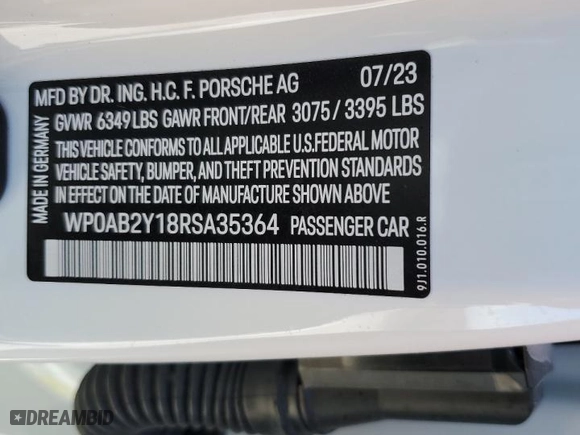 MFD BY DR. ING. H.C. F. PORSCHE AG 07/23
GVWR 6349 LBS GAWR FRONT/REAR 3075 / 3395 LBS
THIS VEHICLE CONFORMS TO ALL APPLICABLE U.S. FEDERAL MOTOR
VEHICLE SAFETY, BUMPER, AND THEFT PREVENTION STANDARDS
IN EFFECT ON THE DATE OF MANUFACTURE SHOWN ABOVE
WP0AB2Y18RSA35364 PASSENGER CAR
MADE IN GERMANY
9J1.010.016.R
DREAMBID